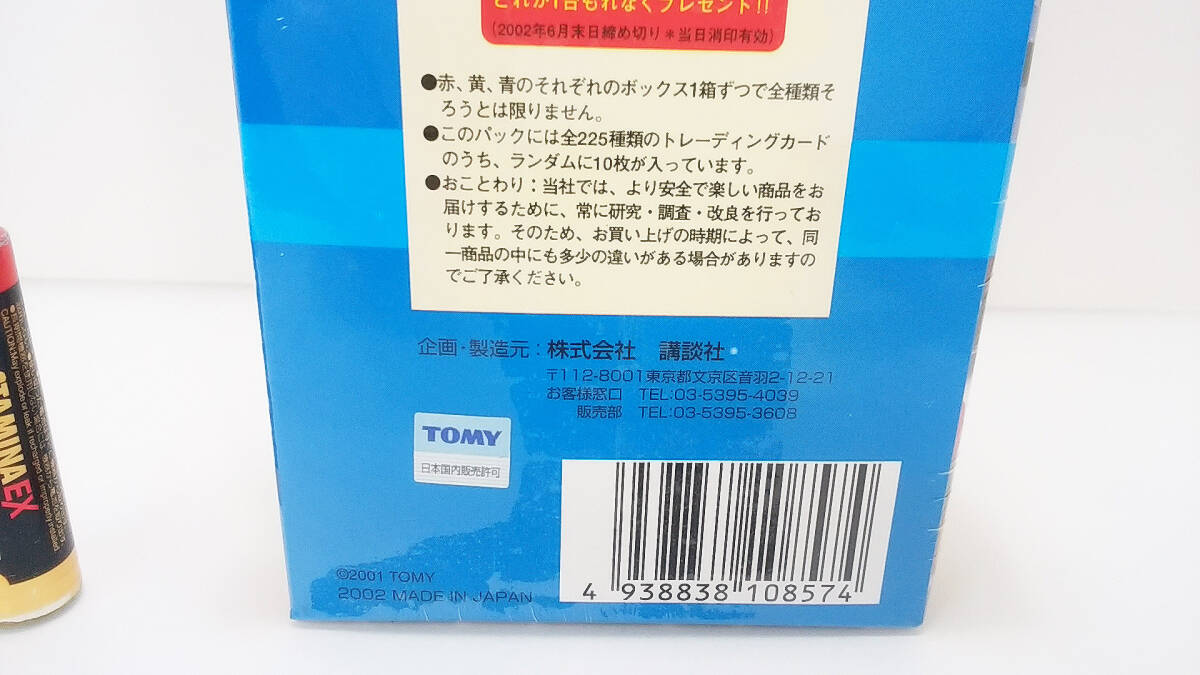 どれか1台もれなくプレゼント!!
(2002年6月末日締め切り＊当日消印有効)
●赤、黄、青のそれぞれのボックス1箱ずつで全種類そ
ろうとは限りません。
●このパックには全225種類のトレーディングカード
のうち、ランダムに10枚が入っています。
●おことわり：当社では、より安全で楽しい商品をお
届けするために、常に研究・調査・改良を行ってお
ります。そのため、お買い上げの時期によって、同
一商品の中にも多少の違いがある場合がありますの
でご了承ください。
企画・製造元：株式会社 講談社
〒112-8001東京都文京区音羽2-12-21
お客様窓口 TEL:03-5395-4039
販売部 TEL:03-5395-3608
TOMY
日本国内販売許可
©2001 TOMY
2002 MADE IN JAPAN
4 938838 108574
STAMINA EX